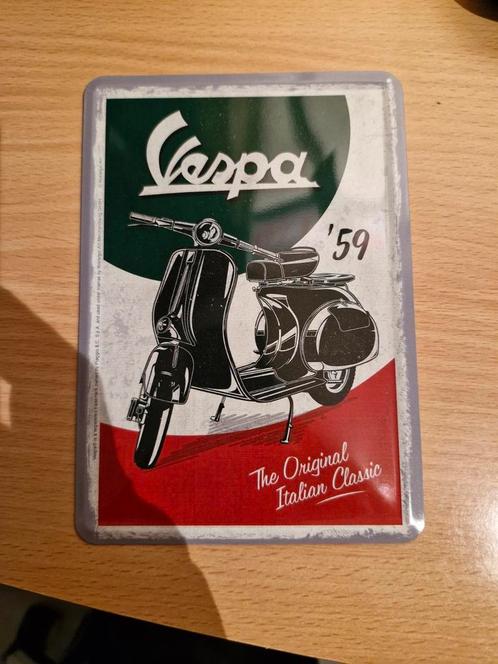 Vespa
'59
The Original
Italian Classic